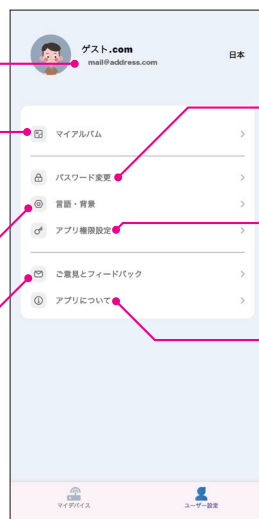 ゲスト.com
日本
mail@address.com
マイアルバム
パスワード変更
言語・背景
アプリ権限設定
ご意見とフィードバック
アプリについて
マイデバイス
ユーザー設定